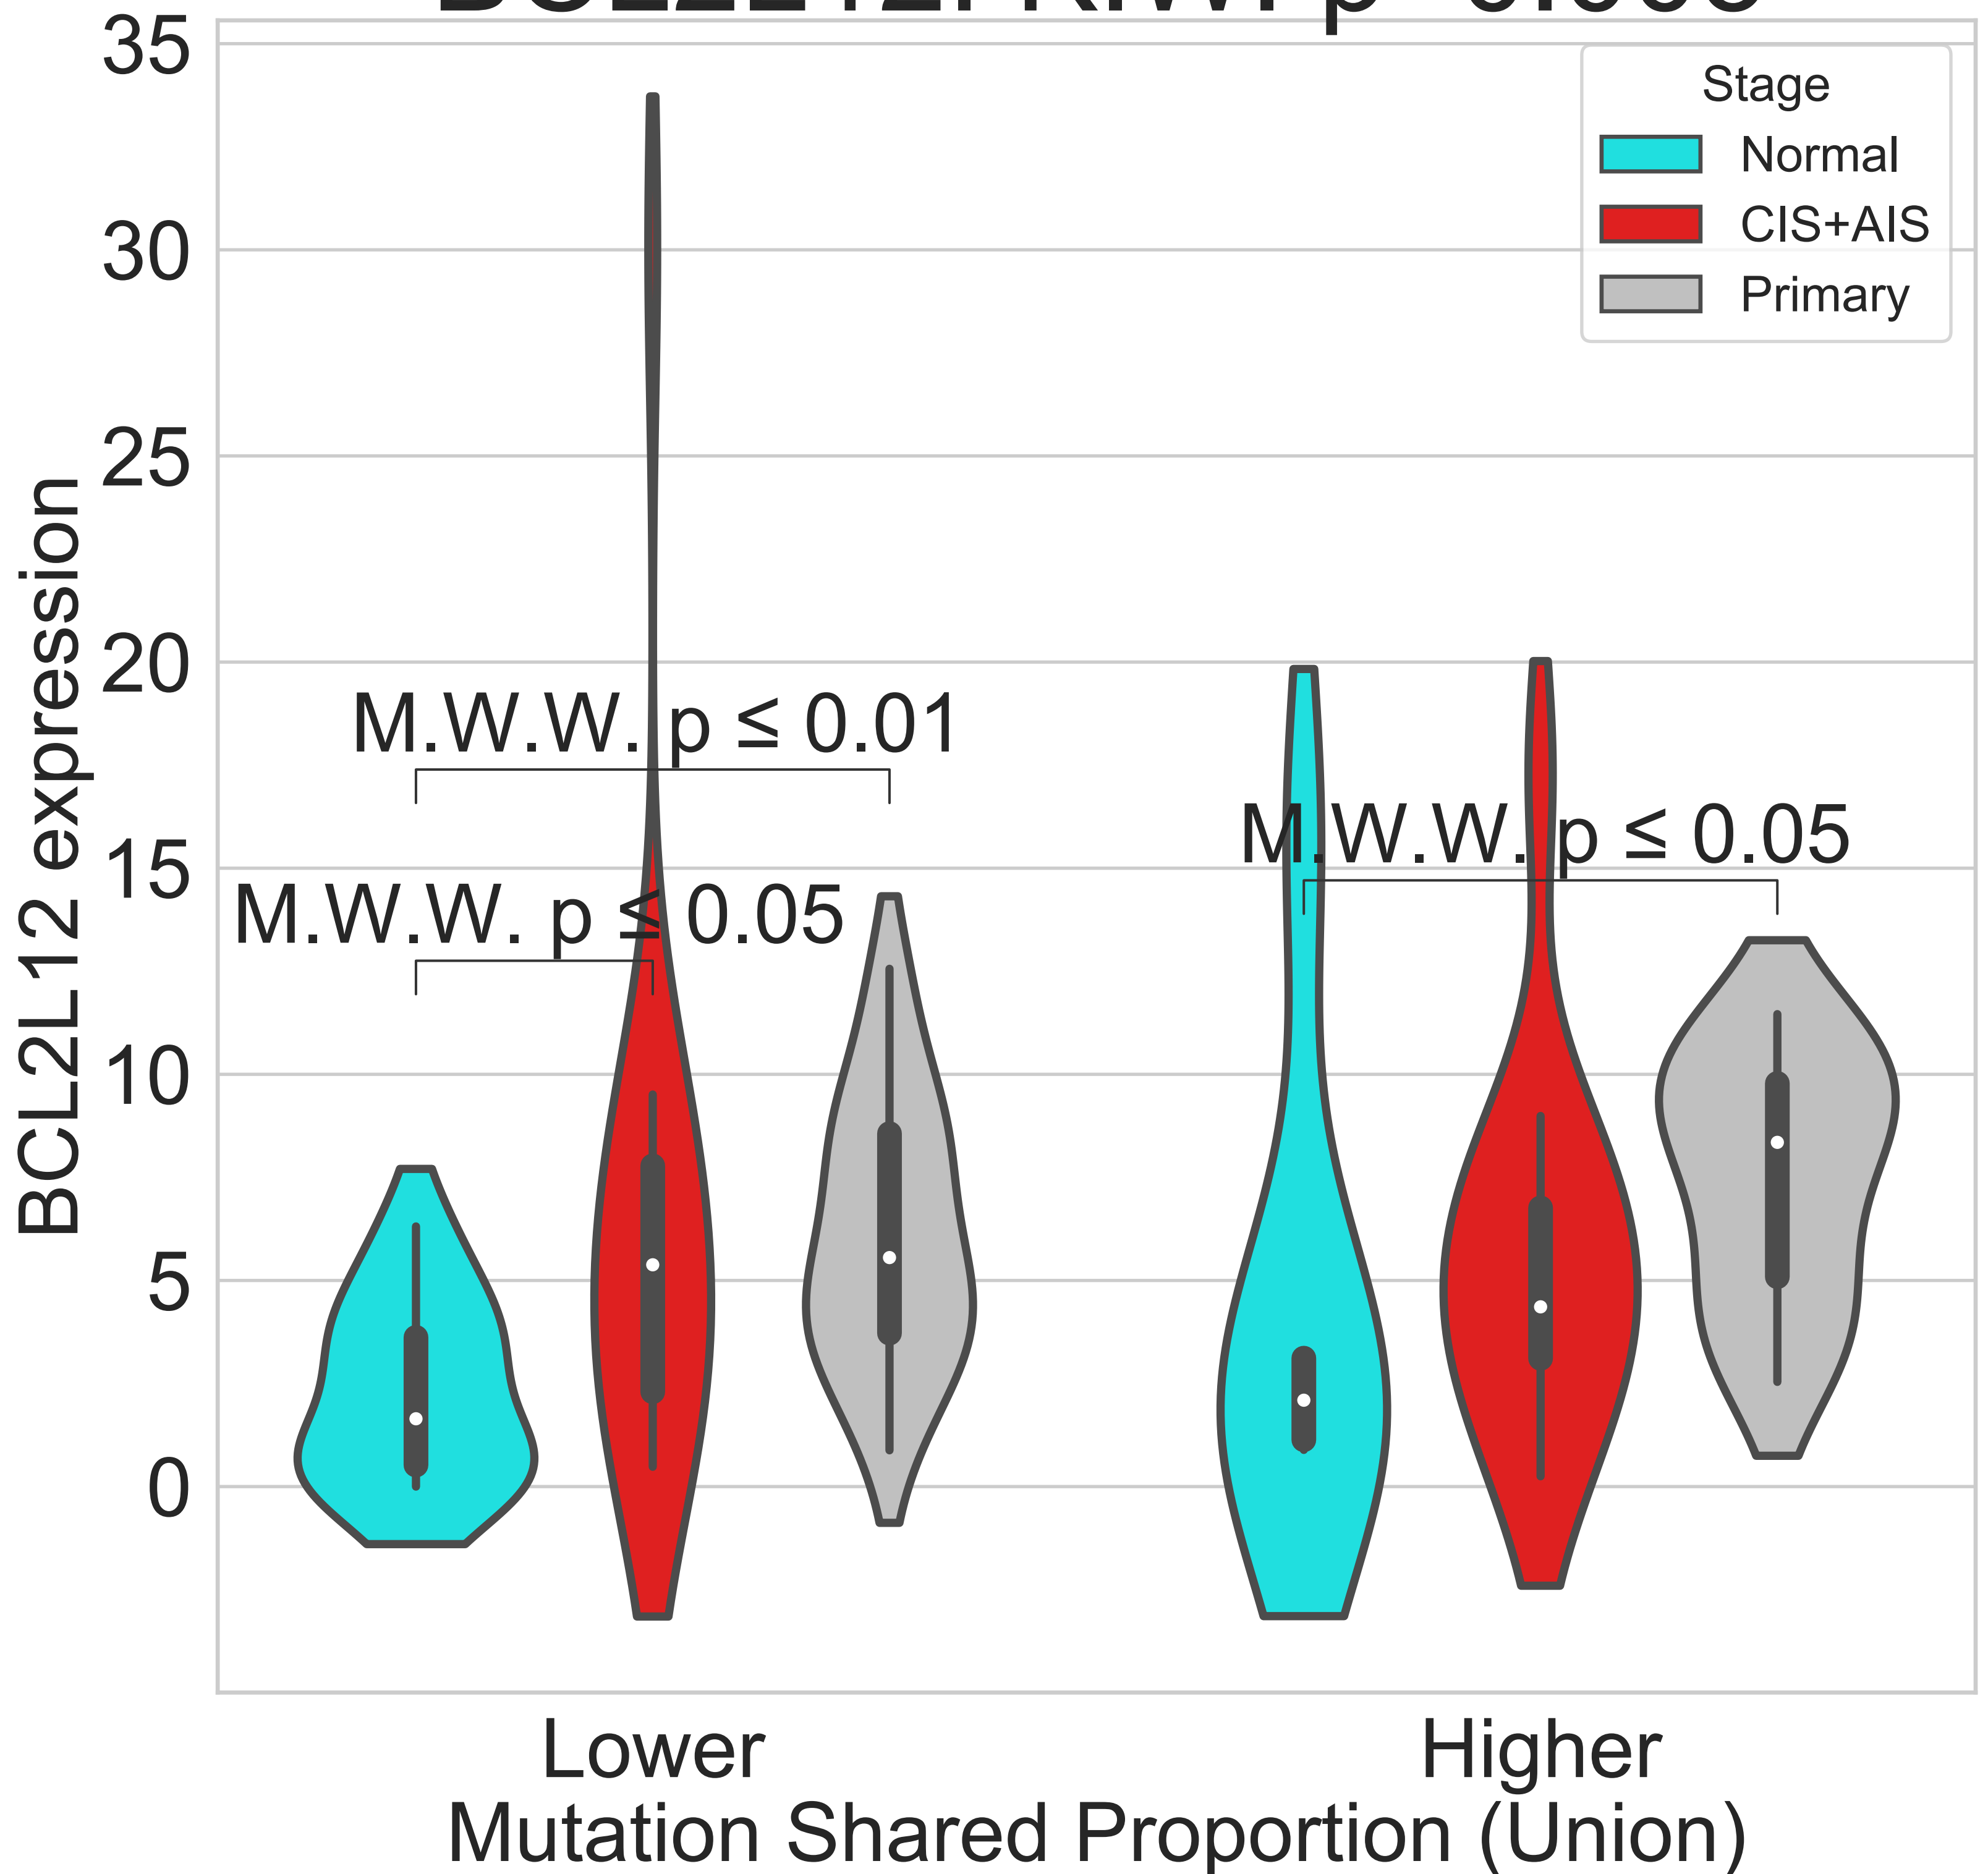 35
30
25
20
15
10
5
0
BCL2L12 expression
Stage
Normal
CIS+AIS
Primary
M.W.W. p ≤ 0.01
M.W.W. p ≤ 0.05
M.W.W. p ≤ 0.05
Lower
Higher
Mutation Shared Proportion (Union)